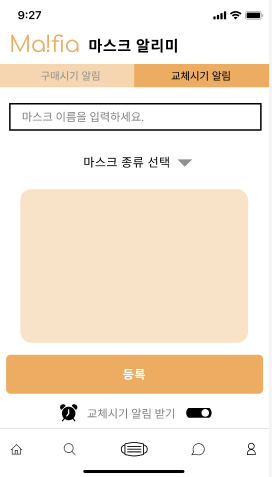 9:27
Ma!fia 마스크 알리미
구매시기 알림 교체시기 알림
마스크 이름을 입력하세요.
마스크 종류 선택
등록
교체시기 알림 받기